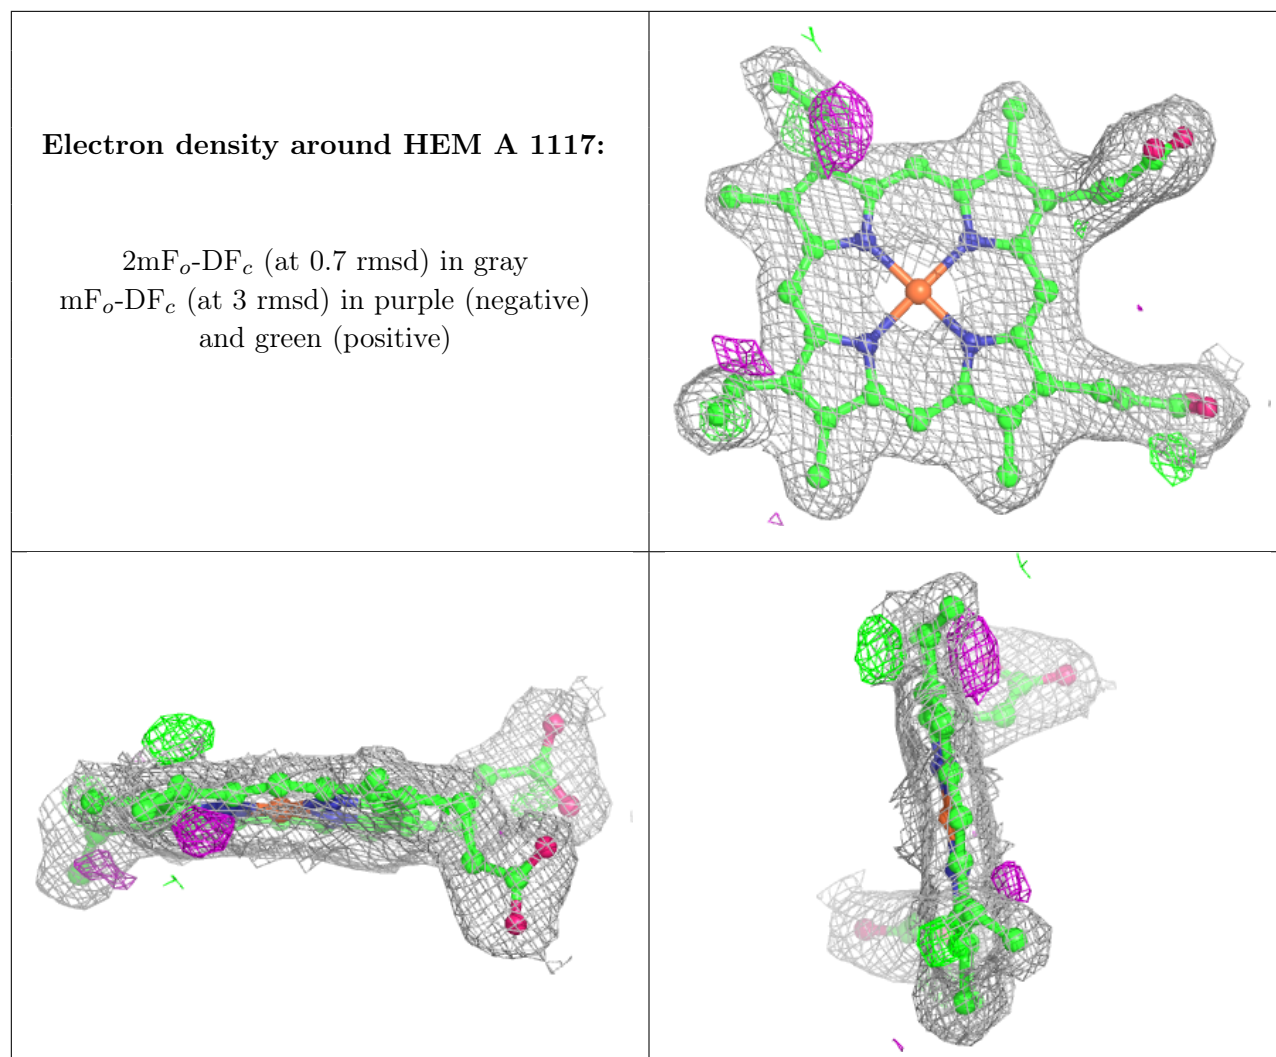 Electron density around HEM A 1117:
2mFo-DFc (at 0.7 rmsd) in gray
mFo-DFc (at 3 rmsd) in purple (negative)
and green (positive)